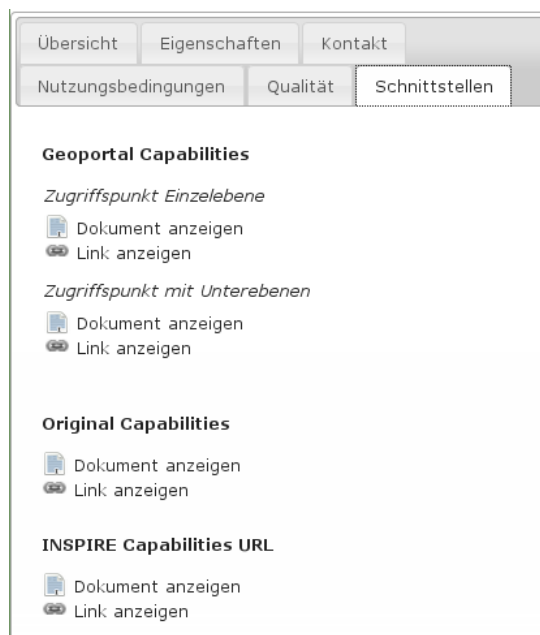 Übersicht Eigenschaften Kontakt
Nutzungsbedingungen Qualität Schnittstellen
Geoportal Capabilities
Zugriffspunkt Einzelebene
Dokument anzeigen
Link anzeigen
Zugriffspunkt mit Unterebenen
Dokument anzeigen
Link anzeigen
Original Capabilities
Dokument anzeigen
Link anzeigen
INSPIRE Capabilities URL
Dokument anzeigen
Link anzeigen